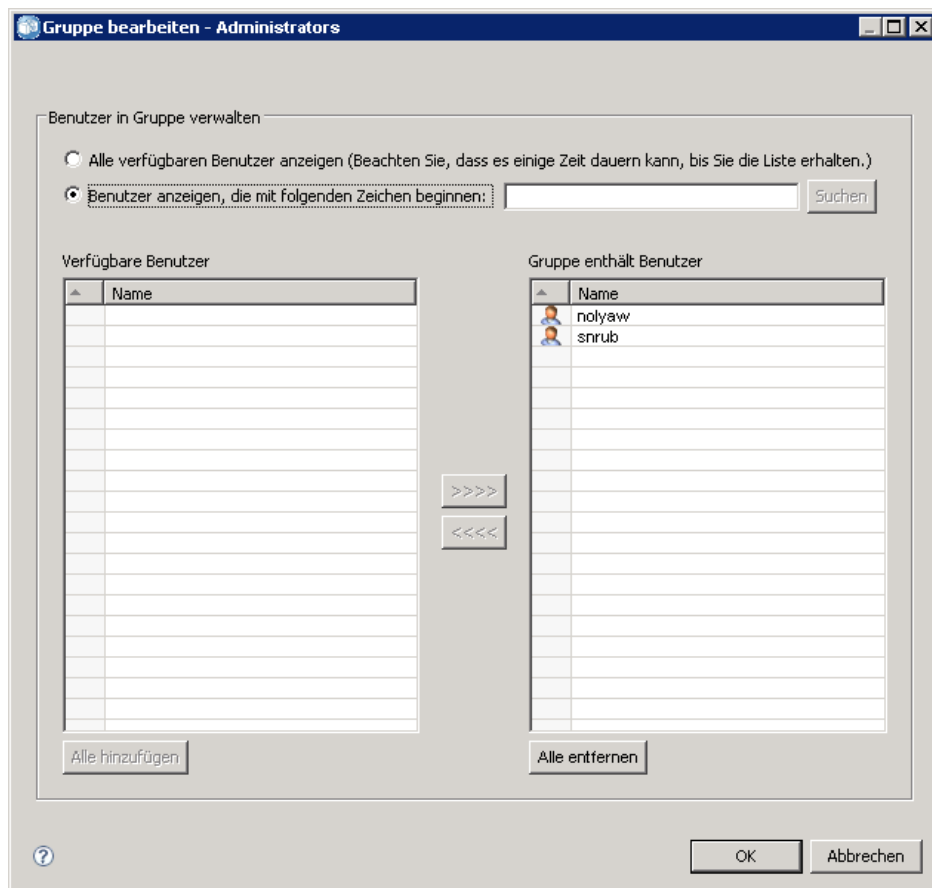 Gruppe bearbeiten - Administrators
Benutzer in Gruppe verwalten
Alle verfügbaren Benutzer anzeigen (Beachten Sie, dass es einige Zeit dauern kann, bis Sie die Liste erhalten.)
Benutzer anzeigen, die mit folgenden Zeichen beginnen:
Suchen
Verfügbare Benutzer
Gruppe enthält Benutzer
Name
Name
nolyaw
snrub
>>>>
<<<<
Alle hinzufügen
Alle entfernen
?
OK
Abbrechen